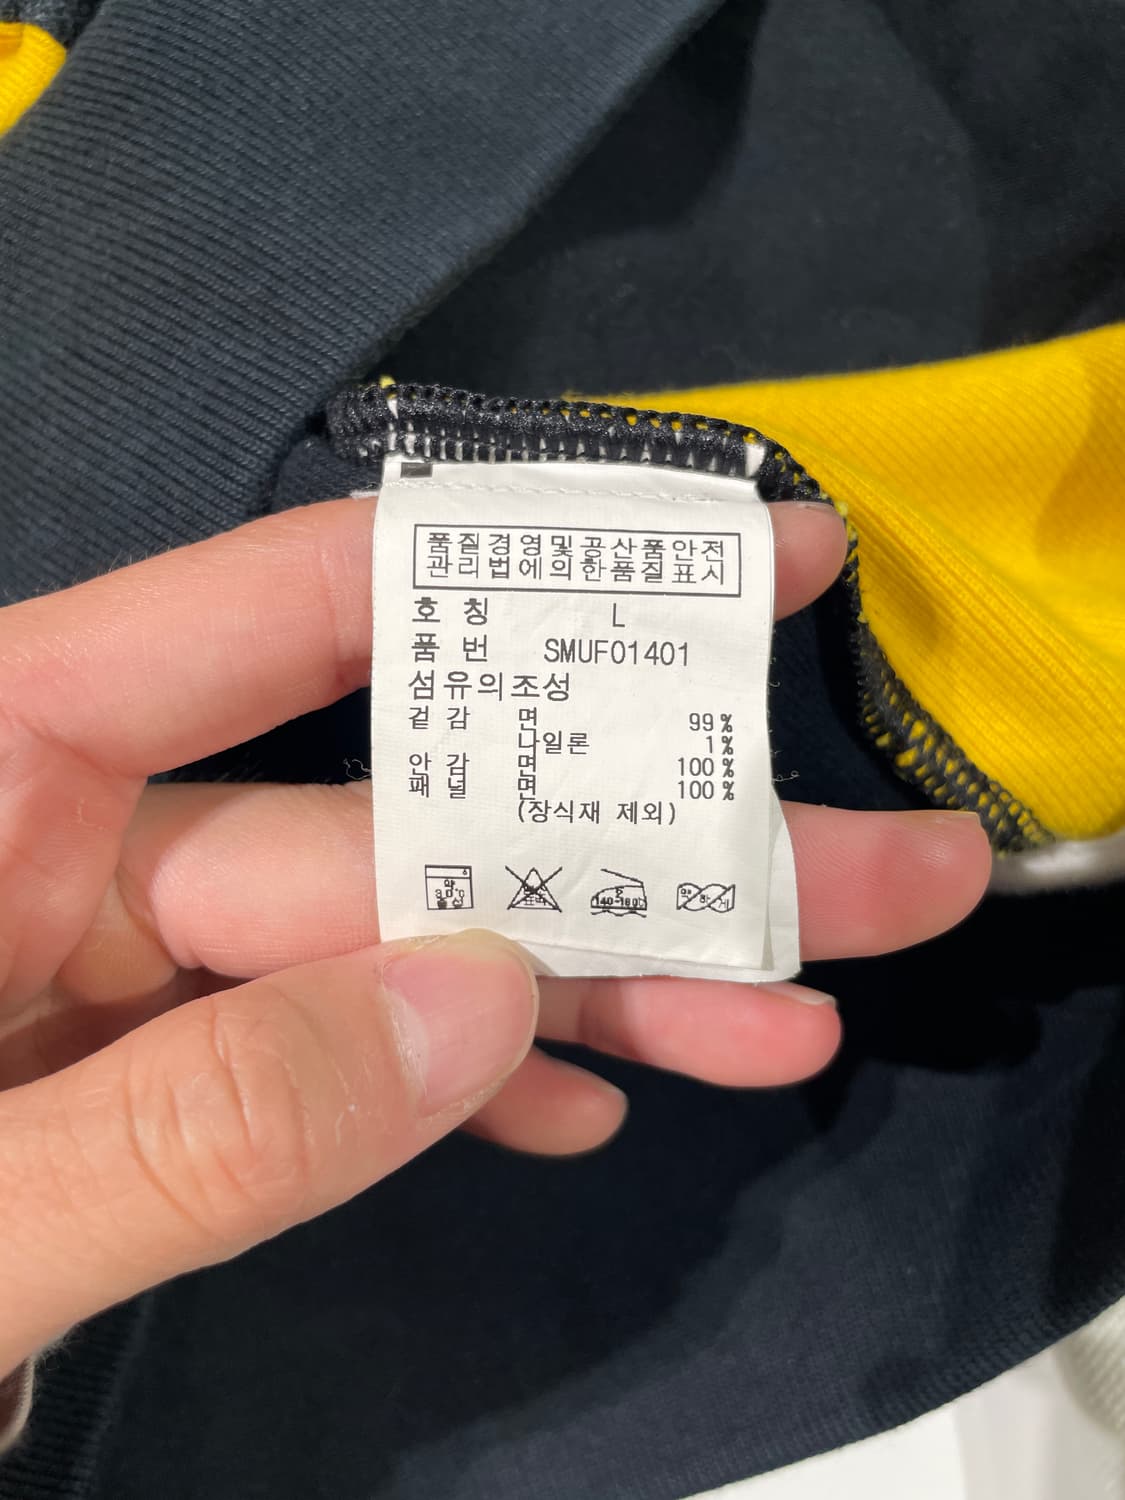 품질경영및공산품안전
관리법에의한품질표시
호 칭 L
품 번 SMUF01401
섬유의조성
겉 감 면 99%
나일론 1%
안 감 면 100%
패 널 면 100%
(장식재 제외)
140-180℃